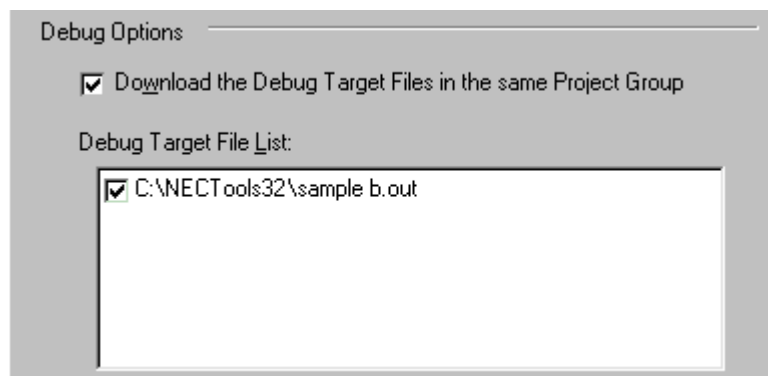 Debug Options
Download the Debug Target Files in the same Project Group
Debug Target File List:
C:\NECTools32\sample b.out